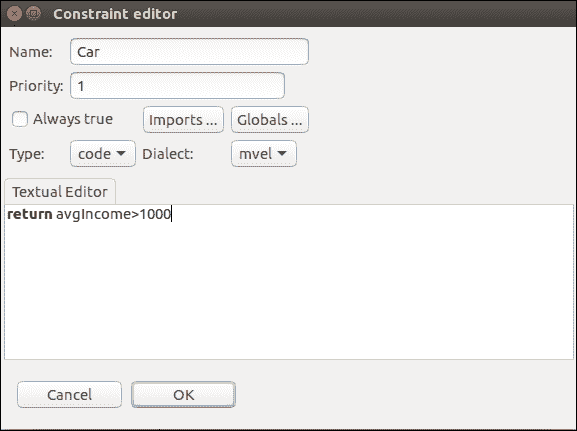 Constraint editor
Name: Car
Priority: 1
Always true Imports ... Globals ...
Type: code Dialect: mvel
Textual Editor
return avgIncome>1000
Cancel OK